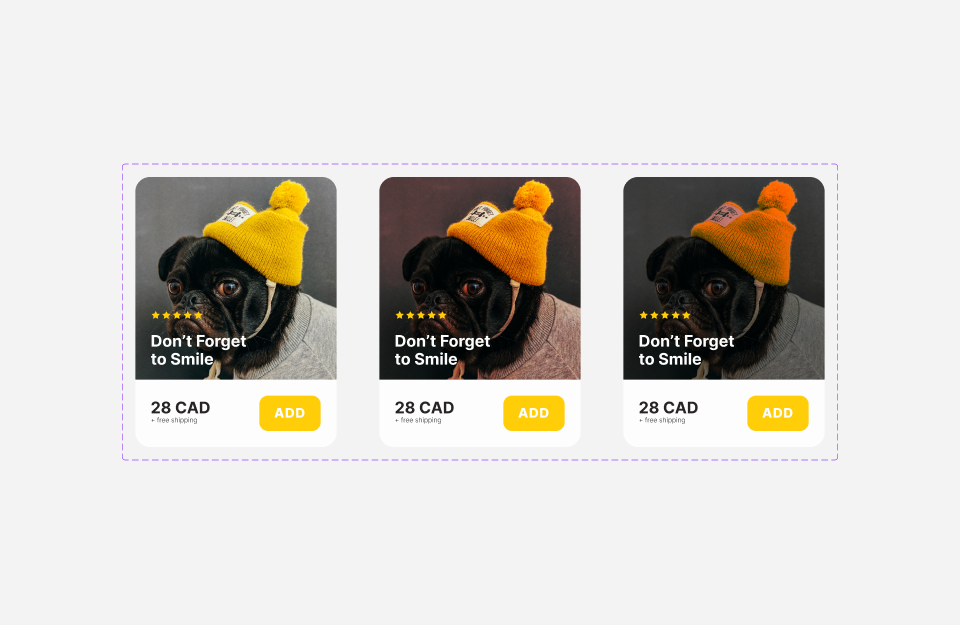 Don't Forget
to Smile
28 CAD
+ free shipping
ADD
Don't Forget
to Smile
28 CAD
+ free shipping
ADD
Don't Forget
to Smile
28 CAD
+ free shipping
ADD